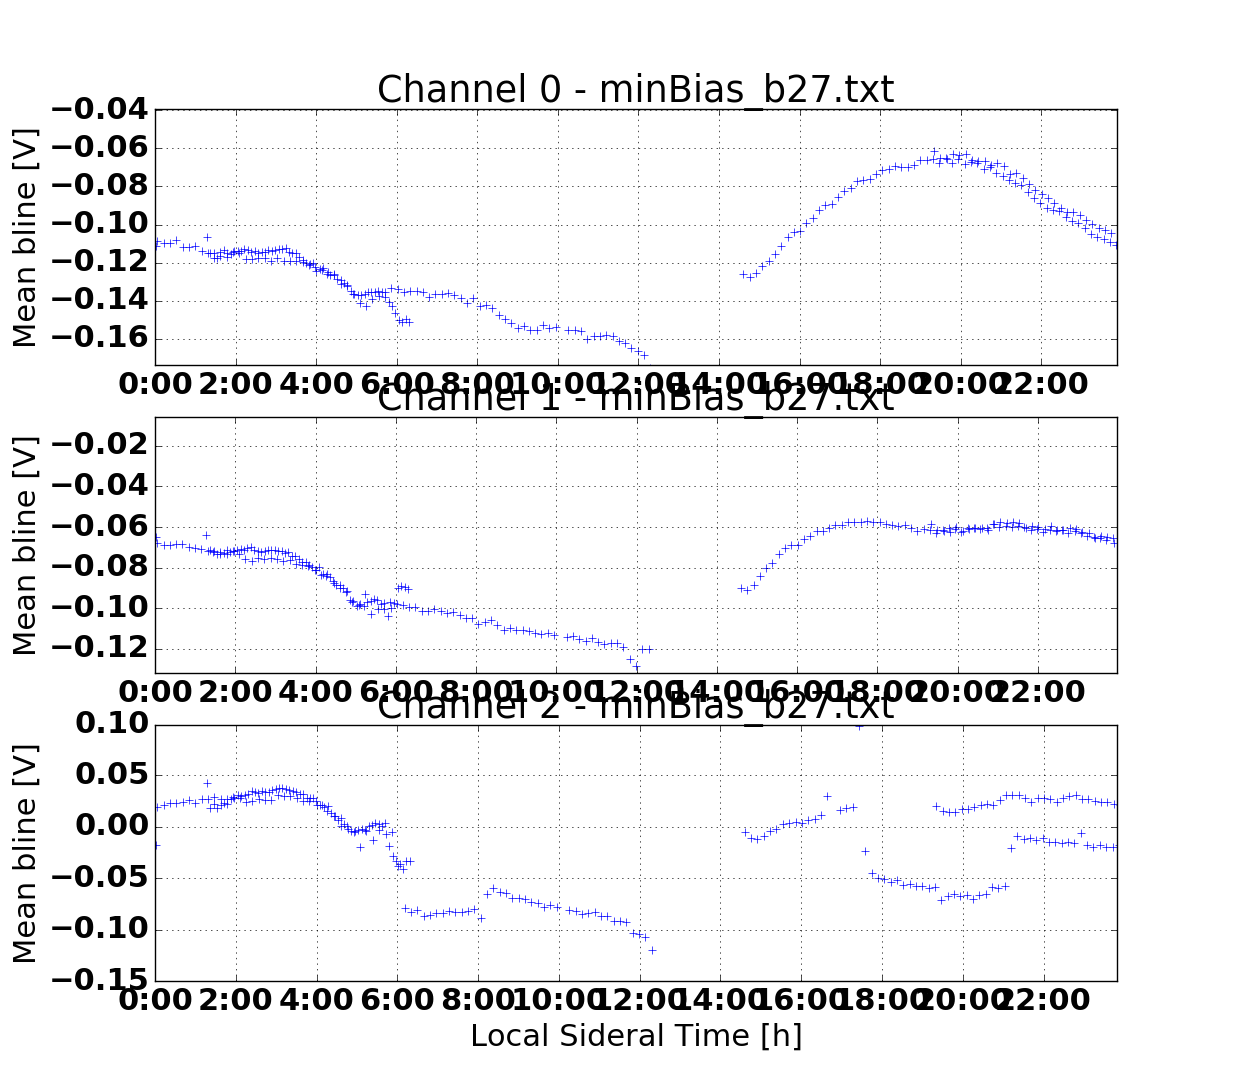 Channel 0 - minBias_b27.txt
−0.04
−0.06
−0.08
−0.10
−0.12
−0.14
−0.16
Mean bline [V]
0:00 2:00 4:00 6:00 8:00 10:00 12:00 14:00 16:00 18:00 20:00 22:00
Channel 1 - minBias_b27.txt
−0.02
−0.04
−0.06
−0.08
−0.10
−0.12
Mean bline [V]
0:00 2:00 4:00 6:00 8:00 10:00 12:00 14:00 16:00 18:00 20:00 22:00
Channel 2 - minBias_b27.txt
0.10
0.05
0.00
−0.05
−0.10
−0.15
Mean bline [V]
0:00 2:00 4:00 6:00 8:00 10:00 12:00 14:00 16:00 18:00 20:00 22:00
Local Sideral Time [h]